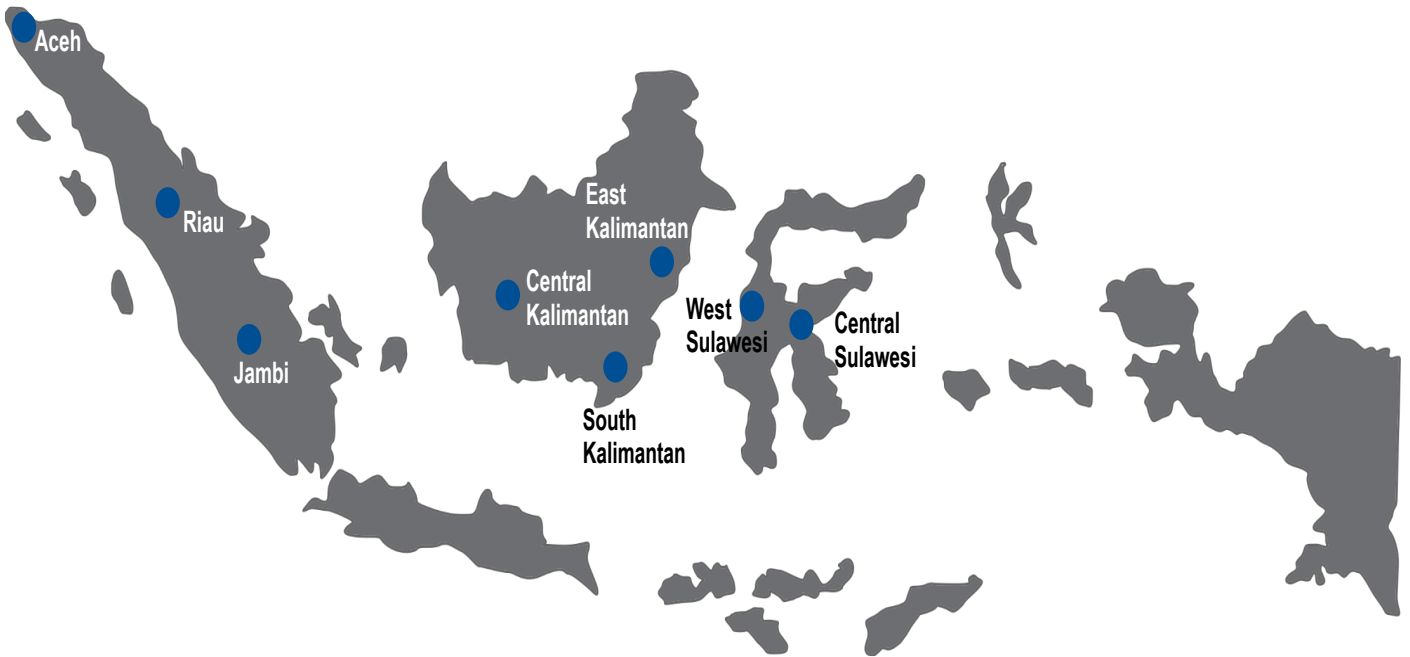 Aceh
Riau
Jambi
East
Kalimantan
Central
Kalimantan
South
Kalimantan
West
Sulawesi
Central
Sulawesi